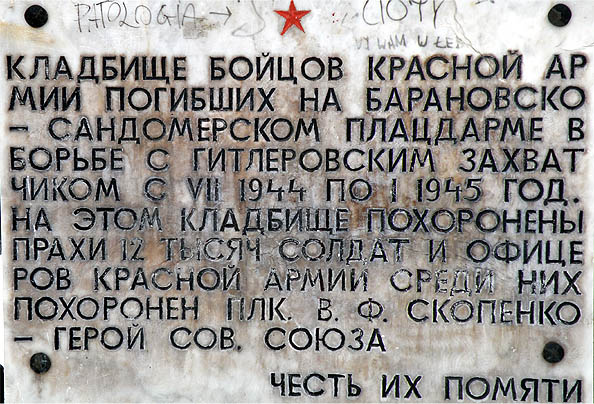 PATOLOGIA →
КЛАДБИЩЕ БОЙЦОВ КРАСНОЙ АР
МИИ ПОГИБШИХ НА БАРАНОВСКО
– САНДОМЕРСКОМ ПЛАЦДАРМЕ В
БОРЬБЕ С ГИТЛЕРОВСКИМ ЗАХВАТ
ЧИКОМ С VII 1944 ПО I 1945 ГОД.
НА ЭТОМ КЛАДБИЩЕ ПОХОРОНЕНЫ
ПРАХИ 12 ТЫСЯЧ СОЛДАТ И ОФИЦЕ
РОВ КРАСНОЙ АРМИИ СРЕДИ НИХ
ПОХОРОНЕН ПЛК. В. Ф. СКОПЕНКО
– ГЕРОЙ СОВ. СОЮЗА
ЧЕСТЬ ИХ ПОМЯТИ